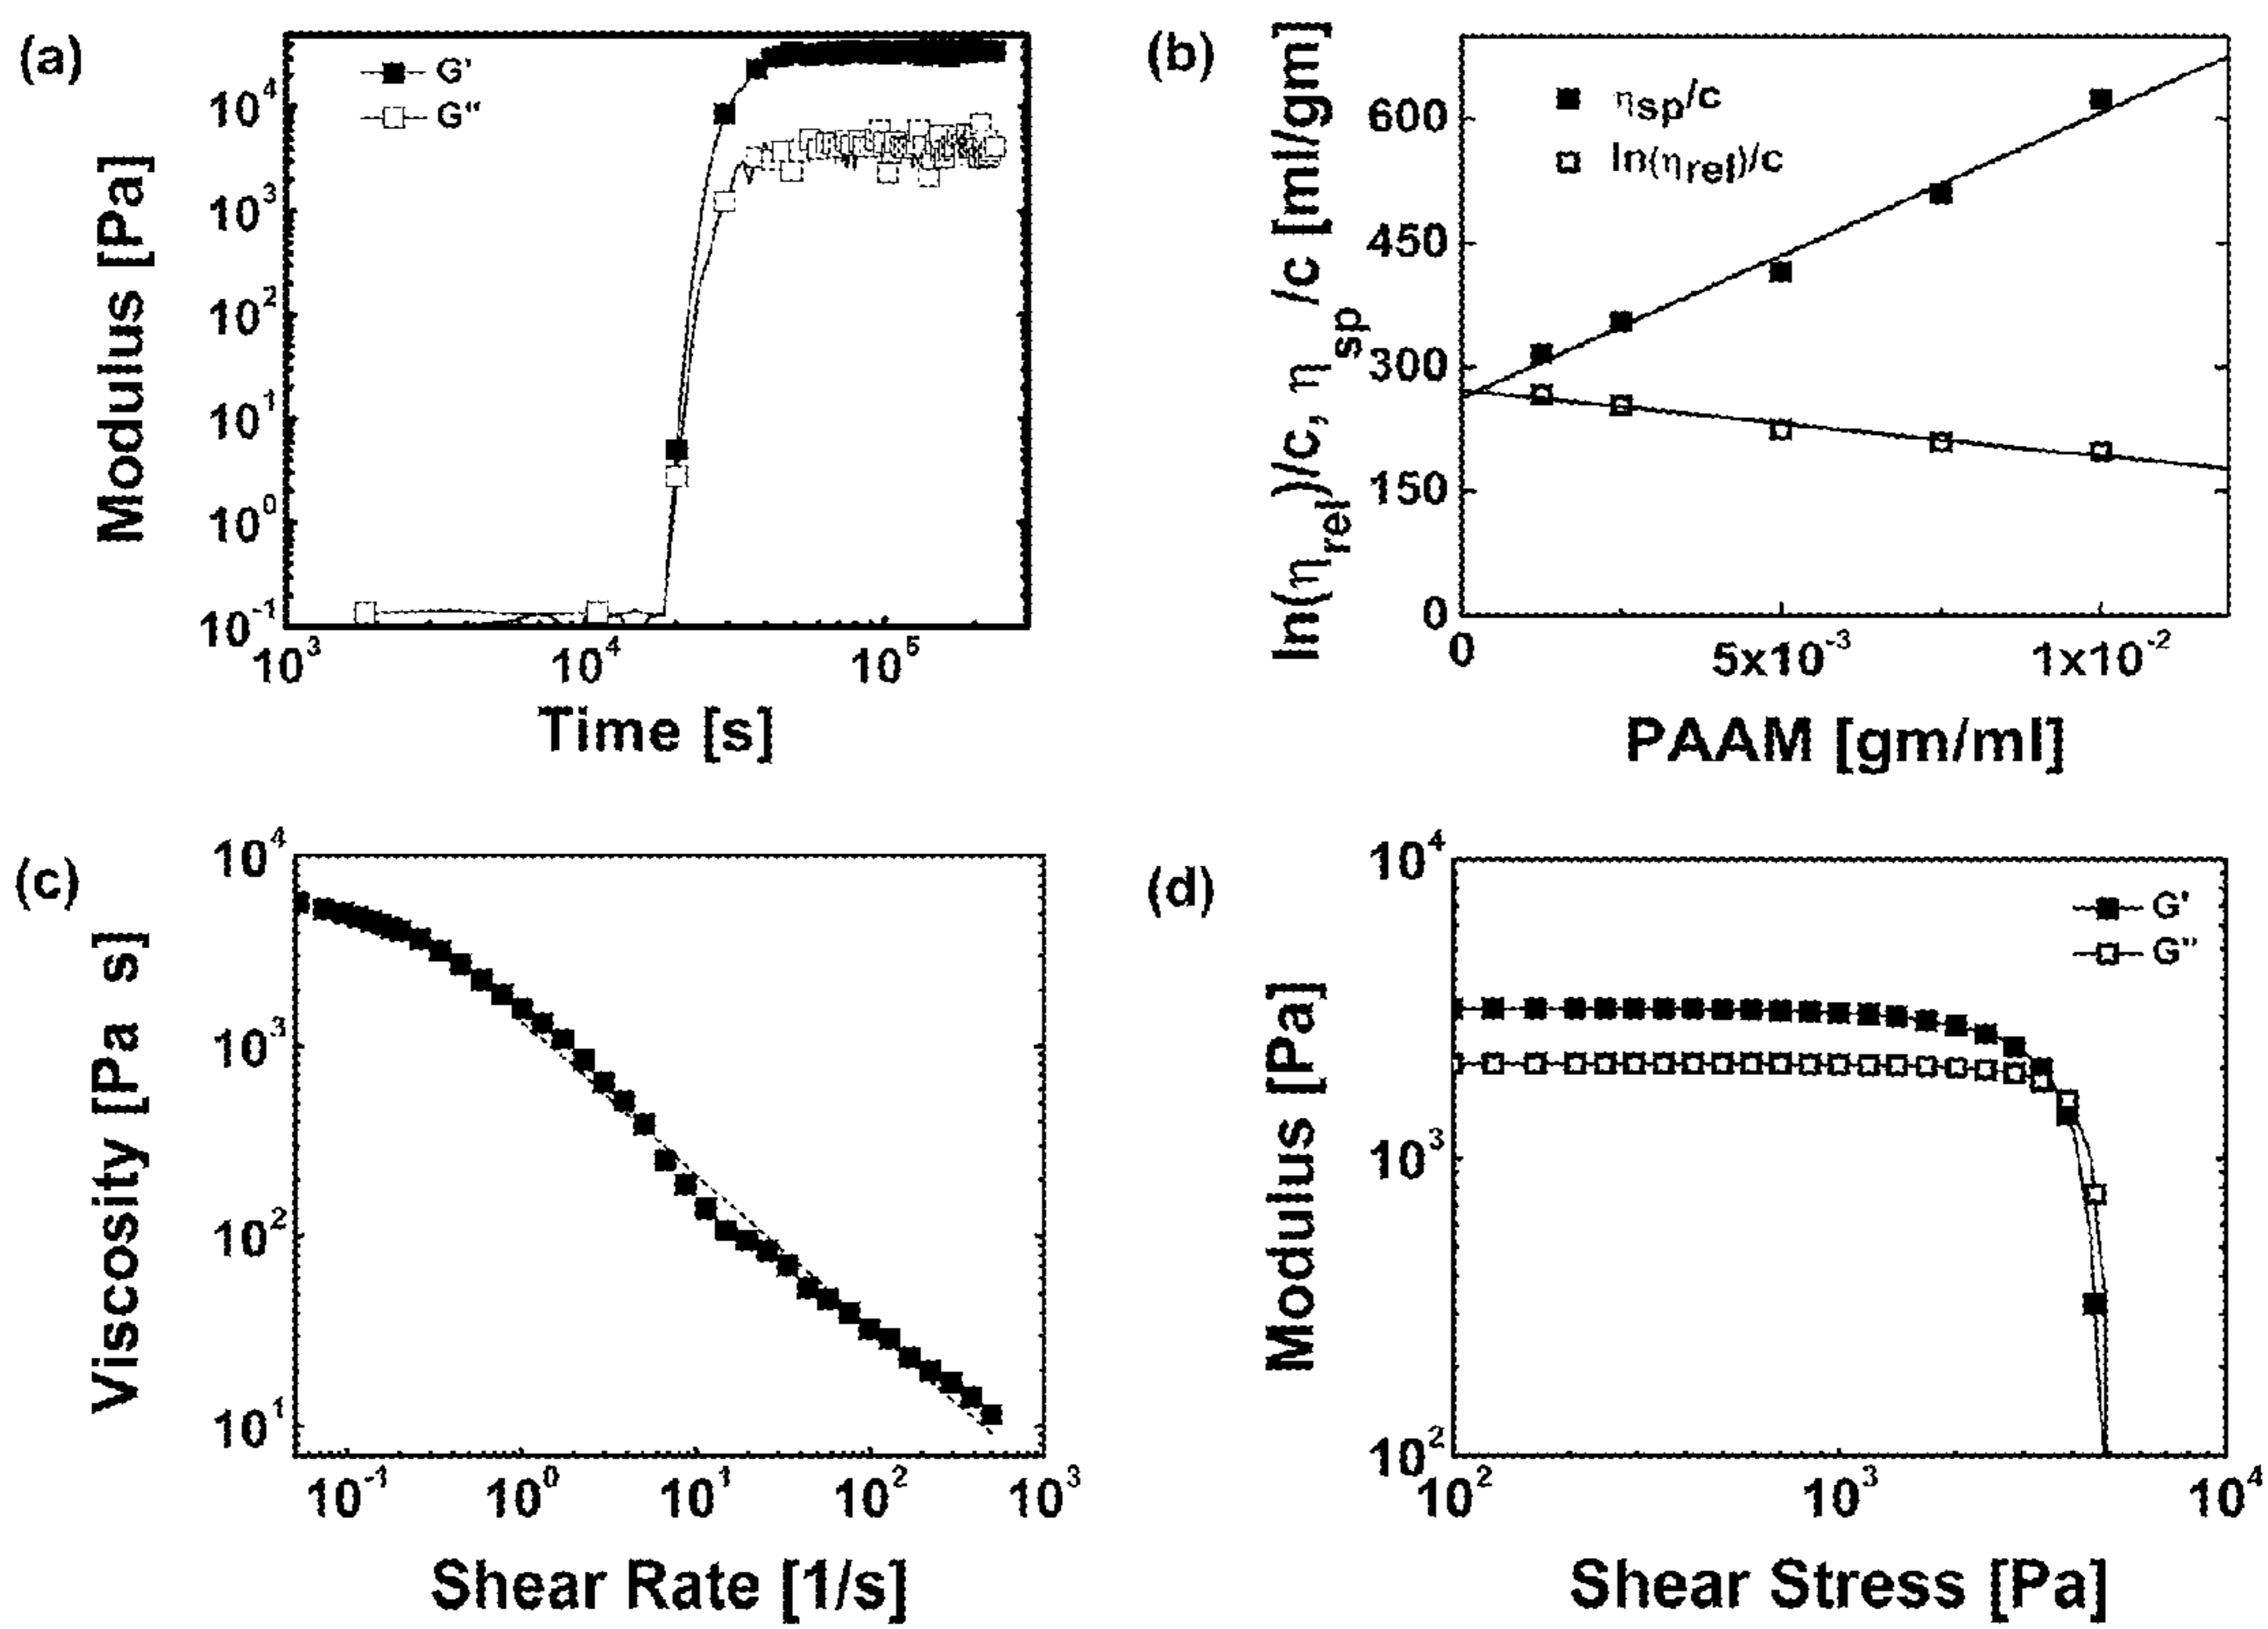 (a)
G'
G"
10⁴
10³
10²
10¹
10⁰
10⁻¹
Modulus [Pa]
10³ 10⁴ 10⁵
Time [s]
(b)
ηsp/c
ln(ηrel)/c
600
450
300
150
0
ln(ηrel)/c, ηsp/c [ml/gm]
0 5x10⁻³ 1x10⁻²
PAAM [gm/ml]
(c)
10⁴
10³
10²
10¹
Viscosity [Pa s]
10⁻¹ 10⁰ 10¹ 10² 10³
Shear Rate [1/s]
(d)
G'
G"
10⁴
10³
10²
Modulus [Pa]
10² 10³ 10⁴
Shear Stress [Pa]